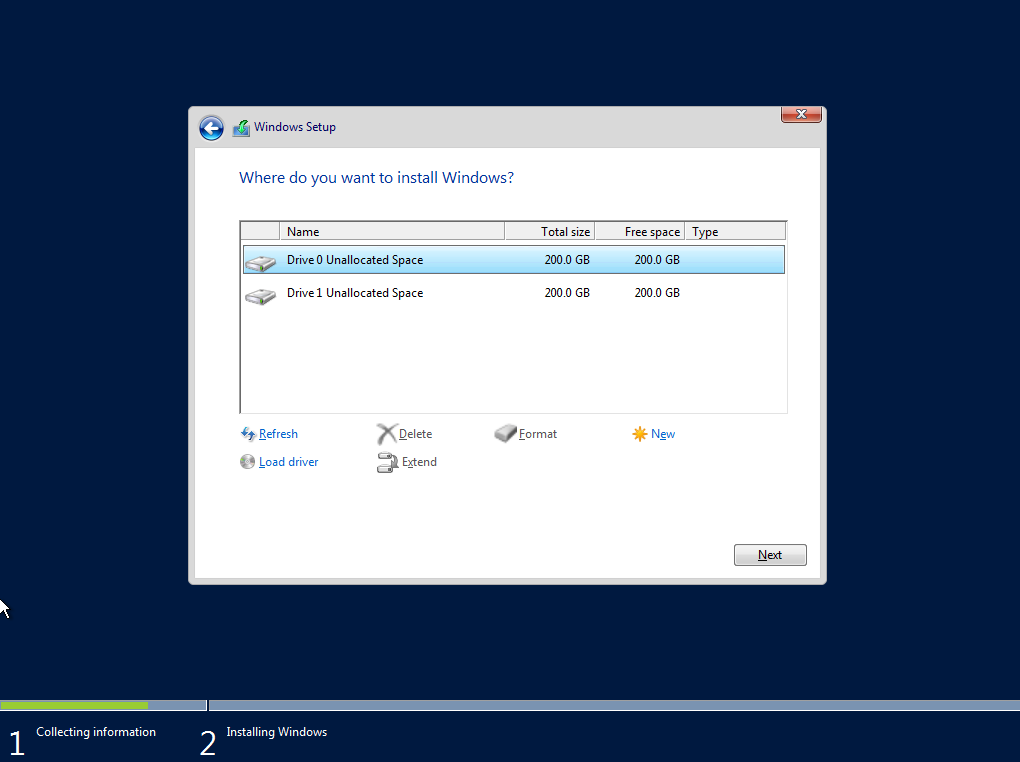 Windows Setup
Where do you want to install Windows?
Name Total size Free space Type
Drive 0 Unallocated Space 200.0 GB 200.0 GB
Drive 1 Unallocated Space 200.0 GB 200.0 GB
Refresh Delete Format New
Load driver Extend
Next
1 Collecting information 2 Installing Windows